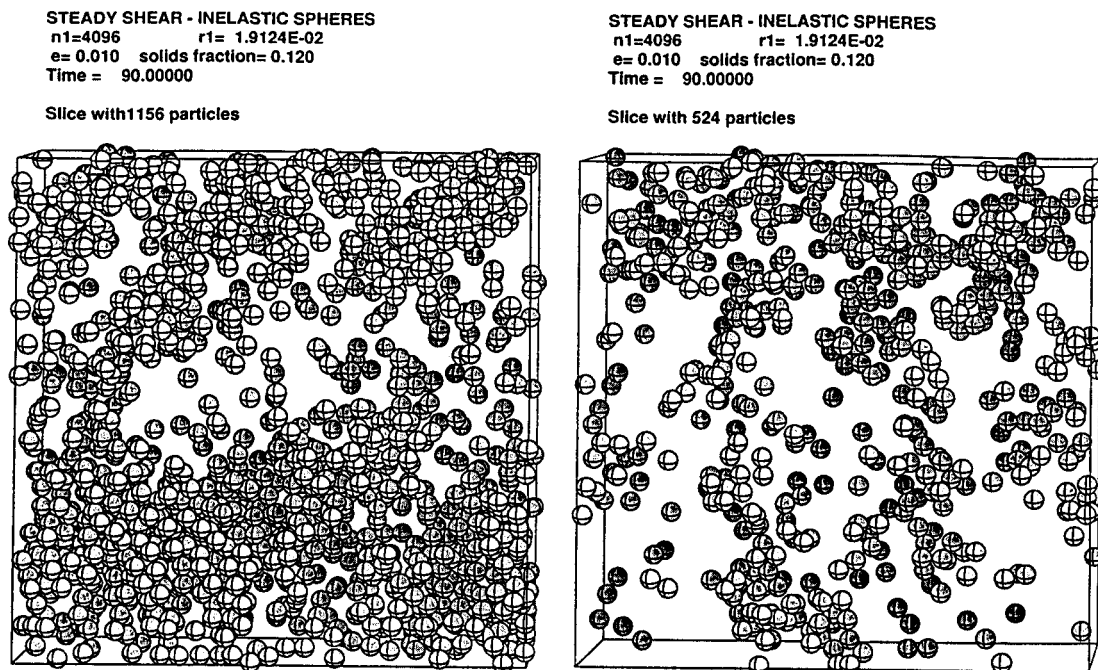 STEADY SHEAR - INELASTIC SPHERES
n1=4096 r1= 1.9124E-02
e= 0.010 solids fraction= 0.120
Time = 90.00000
Slice with1156 particles
STEADY SHEAR - INELASTIC SPHERES
n1=4096 r1= 1.9124E-02
e= 0.010 solids fraction= 0.120
Time = 90.00000
Slice with 524 particles